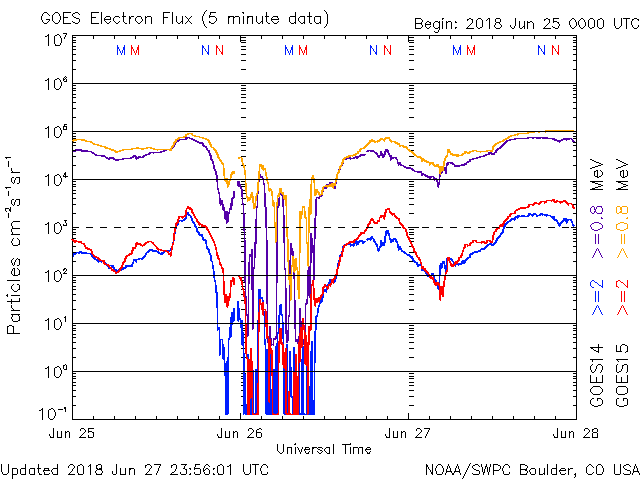 GOES Electron Flux (5 minute data)
Begin: 2018 Jun 25 0000 UTC
10⁷
M M N N M M N N M M N N
10⁶
10⁵
10⁴
10³
10²
10¹
10⁰
10⁻¹
Particles cm⁻²s⁻¹sr⁻¹
Jun 25 Jun 26 Jun 27 Jun 28
Universal Time
GOES14 >=2 >=0.8 MeV
GOES15 >=2 >=0.8 MeV
Updated 2018 Jun 27 23:56:01 UTC
NOAA/SWPC Boulder, CO USA